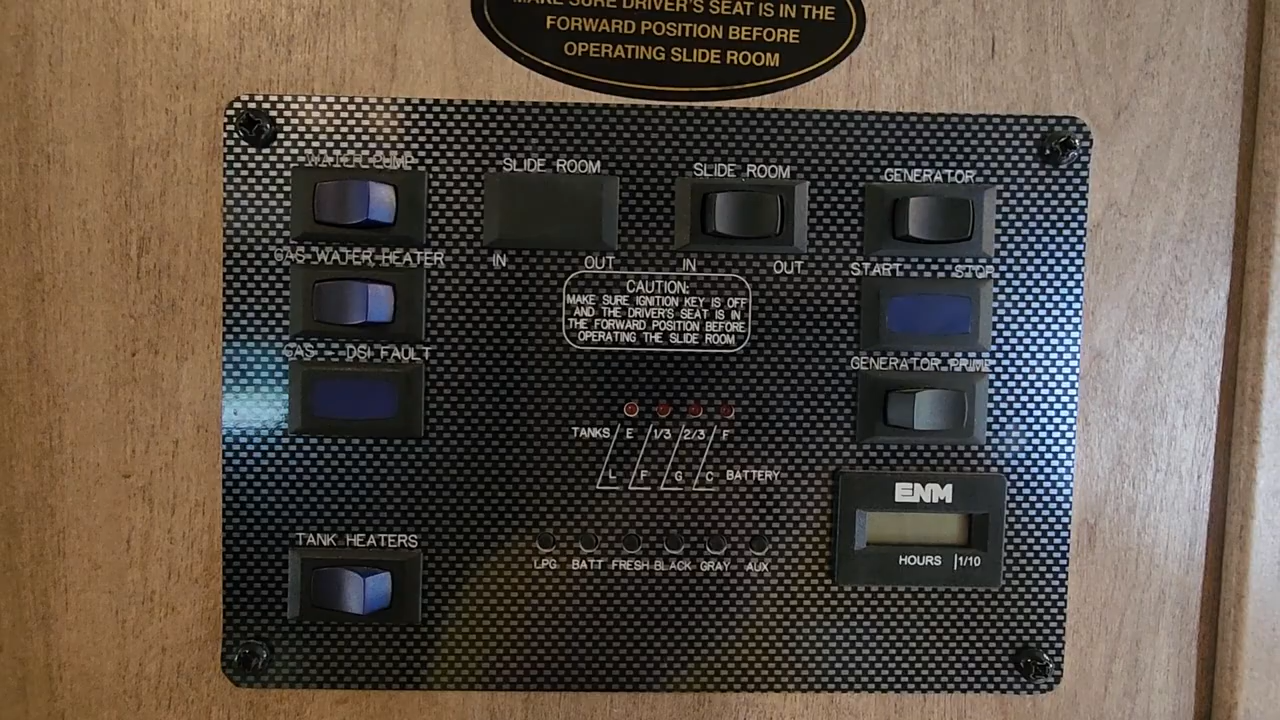 MAKE SURE DRIVER'S SEAT IS IN THE
FORWARD POSITION BEFORE
OPERATING SLIDE ROOM
WATER PUMP
SLIDE ROOM
SLIDE ROOM
GENERATOR
IN OUT
IN OUT
START STOP
GAS WATER HEATER
CAUTION:
MAKE SURE IGNITION KEY IS OFF
AND THE DRIVER'S SEAT IS IN
THE FORWARD POSITION BEFORE
OPERATING THE SLIDE ROOM
GAS - DSI FAULT
GENERATOR PRIME
TANKS E 1/3 2/3 F
L F G C BATTERY
ENM
HOURS 1/10
TANK HEATERS
LPG BATT FRESH BLACK GRAY AUX